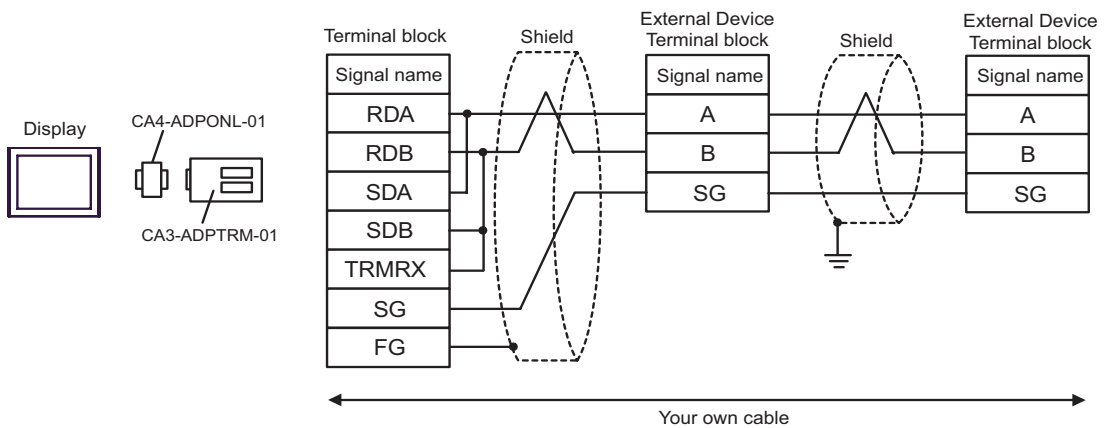 Display
CA4-ADPONL-01
CA3-ADPTRM-01
Terminal block
Signal name
RDA
RDB
SDA
SDB
TRMRX
SG
FG
Shield
External Device
Terminal block
Signal name
A
B
SG
Shield
External Device
Terminal block
Signal name
A
B
SG
Your own cable